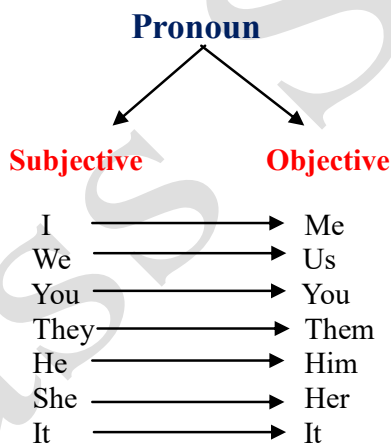 Pronoun
Subjective Objective
I Me
We Us
You You
They Them
He Him
She Her
It It